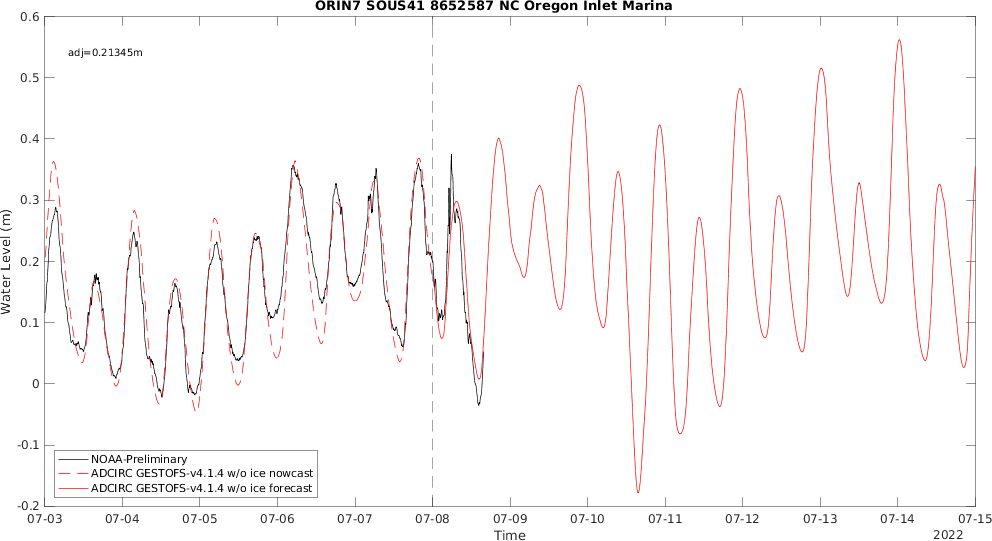 ORIN7 SOUS41 8652587 NC Oregon Inlet Marina
adj=0.21345m
Water Level (m)
0.6
0.5
0.4
0.3
0.2
0.1
0
-0.1
-0.2
NOAA-Preliminary
ADCIRC GESTOFS-v4.1.4 w/o ice nowcast
ADCIRC GESTOFS-v4.1.4 w/o ice forecast
07-03 07-04 07-05 07-06 07-07 07-08 07-09 07-10 07-11 07-12 07-13 07-14 07-15
Time
2022